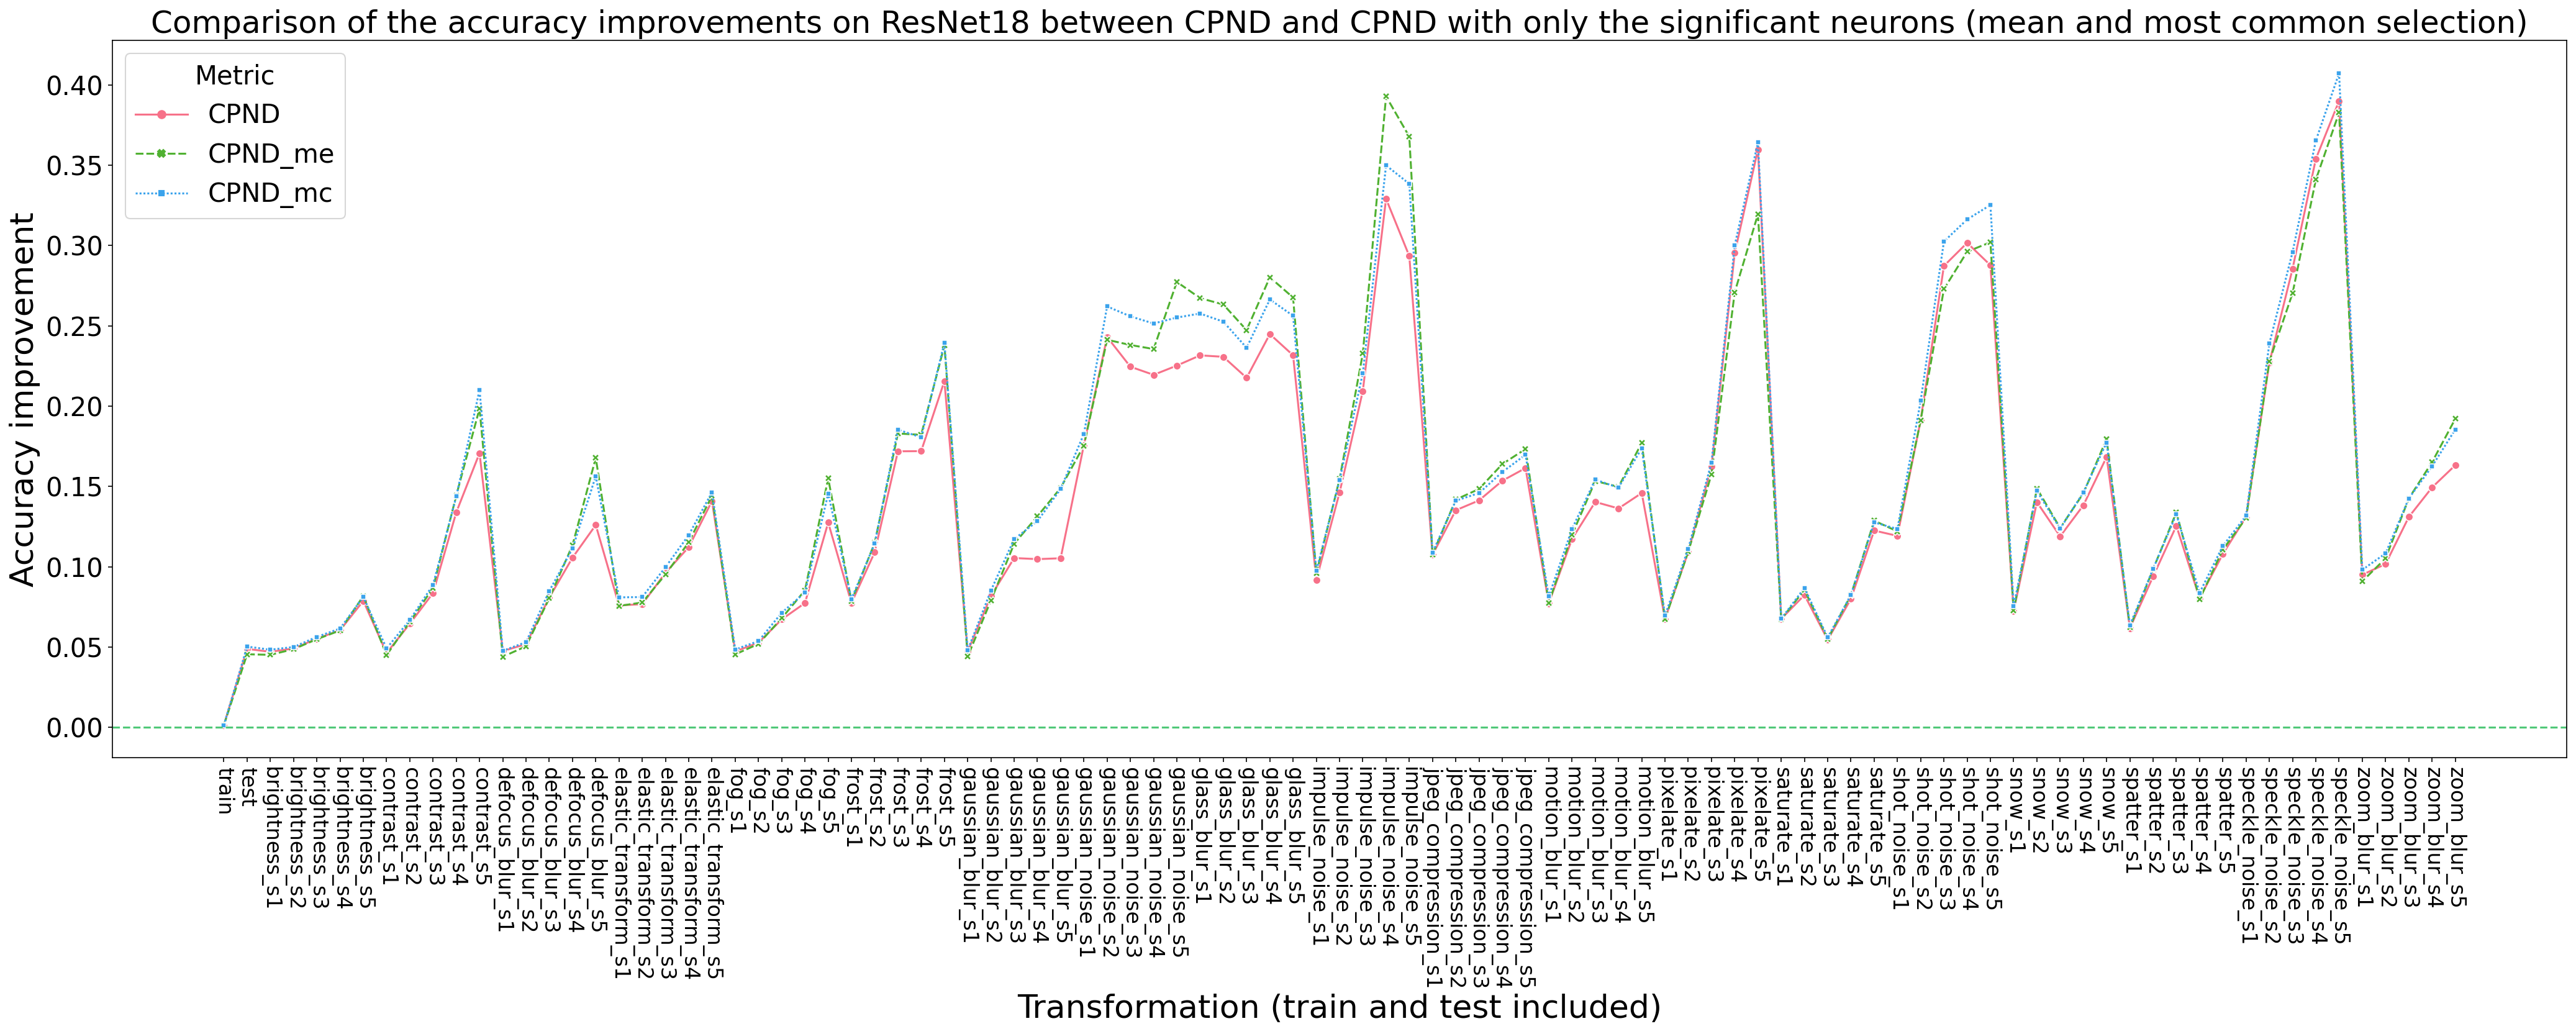 Comparison of the accuracy improvements on ResNet18 between CPND and CPND with only the significant neurons (mean and most common selection)
Metric
CPND
CPND_me
CPND_mc
Accuracy improvement
0.40
0.35
0.30
0.25
0.20
0.15
0.10
0.05
0.00
train
test
brightness_s1
brightness_s2
brightness_s3
brightness_s4
brightness_s5
contrast_s1
contrast_s2
contrast_s3
contrast_s4
contrast_s5
defocus_blur_s1
defocus_blur_s2
defocus_blur_s3
defocus_blur_s4
defocus_blur_s5
elastic_transform_s1
elastic_transform_s2
elastic_transform_s3
elastic_transform_s4
elastic_transform_s5
fog_s1
fog_s2
fog_s3
fog_s4
fog_s5
frost_s1
frost_s2
frost_s3
frost_s4
frost_s5
gaussian_blur_s1
gaussian_blur_s2
gaussian_blur_s3
gaussian_blur_s4
gaussian_blur_s5
gaussian_noise_s1
gaussian_noise_s2
gaussian_noise_s3
gaussian_noise_s4
gaussian_noise_s5
glass_blur_s1
glass_blur_s2
glass_blur_s3
glass_blur_s4
glass_blur_s5
impulse_noise_s1
impulse_noise_s2
impulse_noise_s3
impulse_noise_s4
impulse_noise_s5
jpeg_compression_s1
jpeg_compression_s2
jpeg_compression_s3
jpeg_compression_s4
jpeg_compression_s5
motion_blur_s1
motion_blur_s2
motion_blur_s3
motion_blur_s4
motion_blur_s5
pixelate_s1
pixelate_s2
pixelate_s3
pixelate_s4
pixelate_s5
saturate_s1
saturate_s2
saturate_s3
saturate_s4
saturate_s5
shot_noise_s1
shot_noise_s2
shot_noise_s3
shot_noise_s4
shot_noise_s5
snow_s1
snow_s2
snow_s3
snow_s4
snow_s5
spatter_s1
spatter_s2
spatter_s3
spatter_s4
spatter_s5
speckle_noise_s1
speckle_noise_s2
speckle_noise_s3
speckle_noise_s4
speckle_noise_s5
zoom_blur_s1
zoom_blur_s2
zoom_blur_s3
zoom_blur_s4
zoom_blur_s5
Transformation (train and test included)